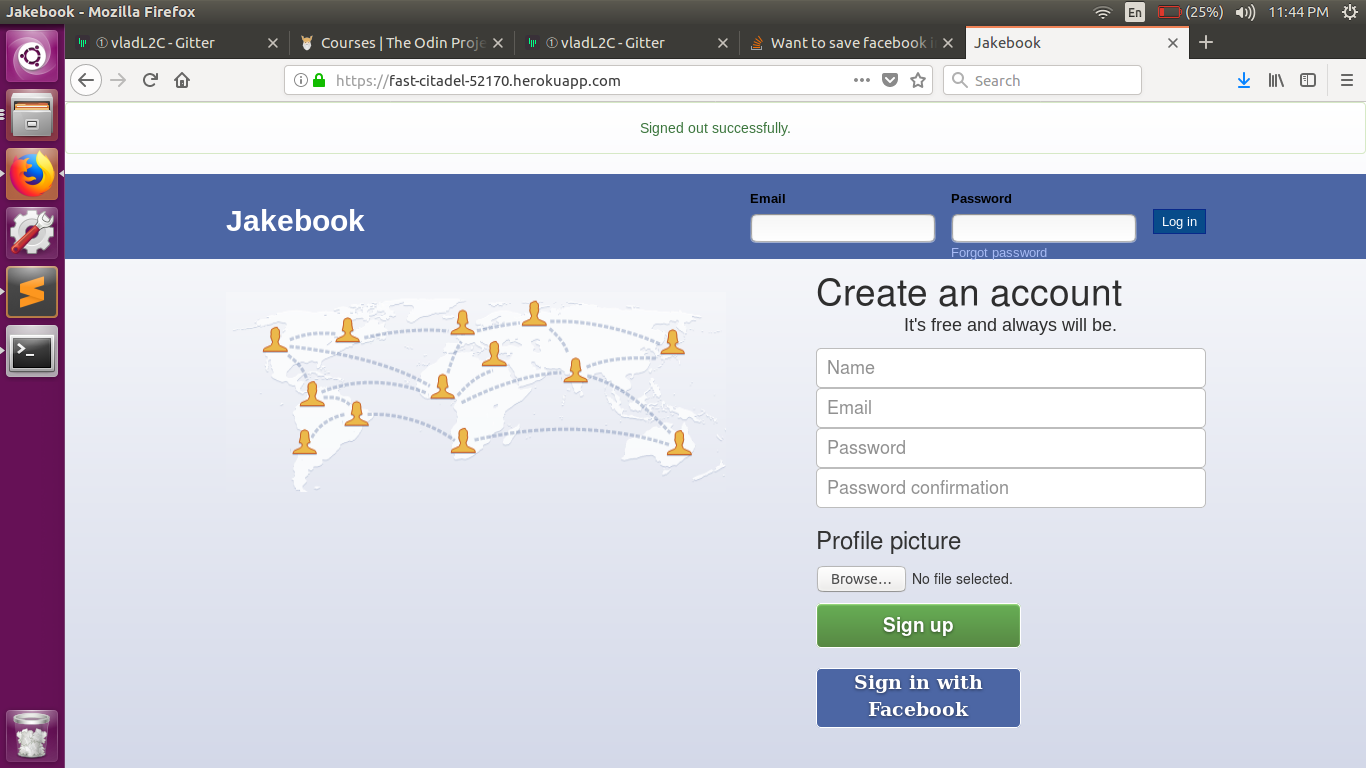 Jakebook - Mozilla Firefox
En
(25%)
11:44 PM
① vladL2C - Gitter
Courses | The Odin Proje
① vladL2C - Gitter
Want to save facebook i
Jakebook
https://fast-citadel-52170.herokuapp.com
Search
Signed out successfully.
Jakebook
Email
Password
Log in
Forgot password
Create an account
It's free and always will be.
Name
Email
Password
Password confirmation
Profile picture
Browse...
No file selected.
Sign up
Sign in with
Facebook